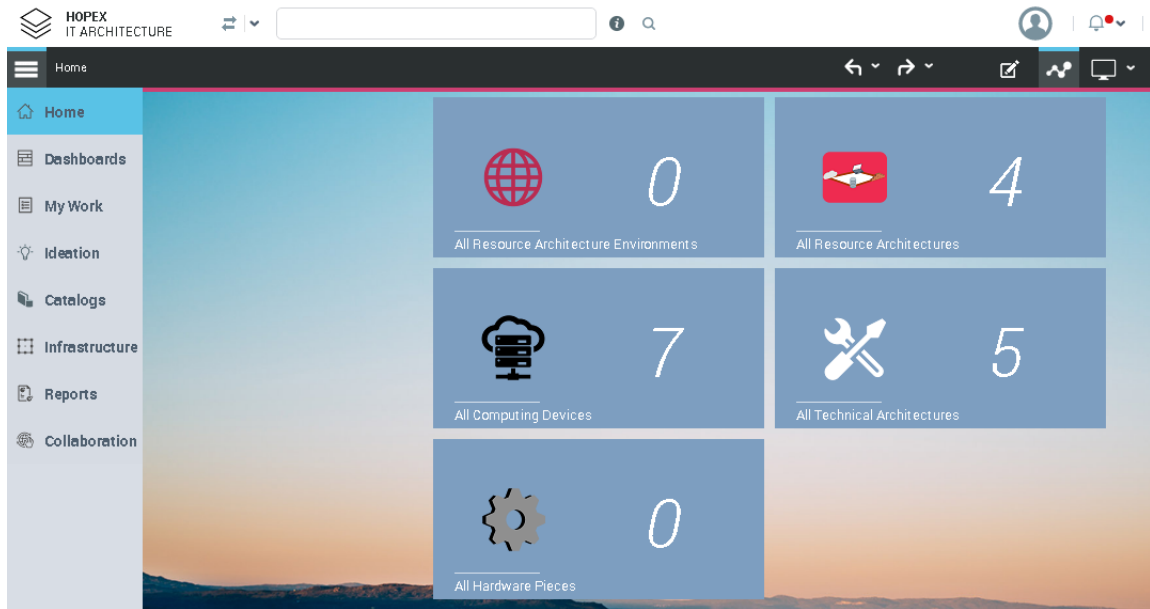 HOPEX
IT ARCHITECTURE
Home
Home
Dashboards
My Work
Ideation
Catalogs
Infrastructure
Reports
Collaboration
0
All Resource Architecture Environments
4
All Resource Architectures
7
All Computing Devices
5
All Technical Architectures
0
All Hardware Pieces